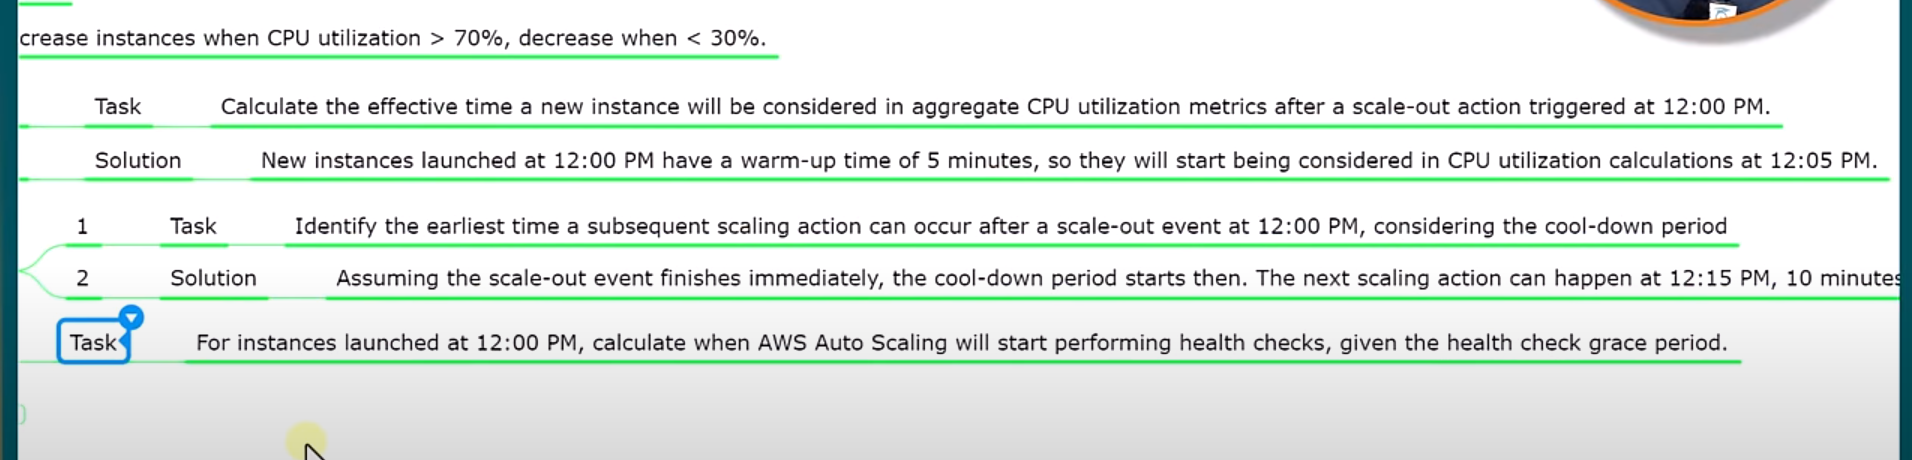 crease instances when CPU utilization > 70%, decrease when < 30%.
Task Calculate the effective time a new instance will be considered in aggregate CPU utilization metrics after a scale-out action triggered at 12:00 PM.
Solution New instances launched at 12:00 PM have a warm-up time of 5 minutes, so they will start being considered in CPU utilization calculations at 12:05 PM.
1 Task Identify the earliest time a subsequent scaling action can occur after a scale-out event at 12:00 PM, considering the cool-down period
2 Solution Assuming the scale-out event finishes immediately, the cool-down period starts then. The next scaling action can happen at 12:15 PM, 10 minutes
Task For instances launched at 12:00 PM, calculate when AWS Auto Scaling will start performing health checks, given the health check grace period.